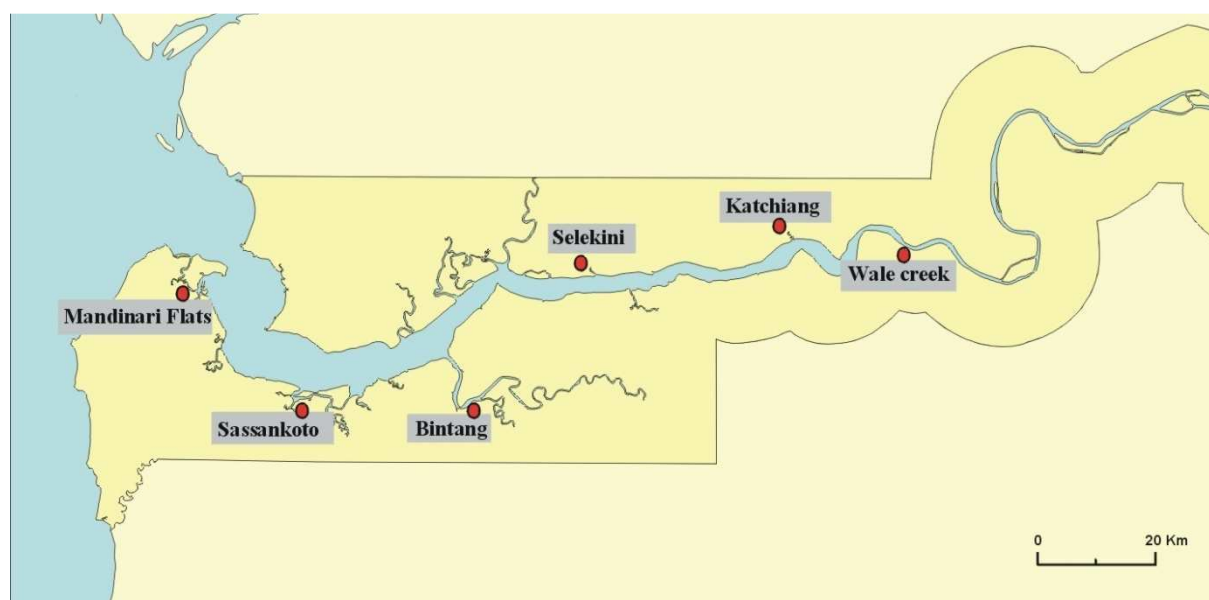 Katchiang
Selekini
Wale creek
Mandinari Flats
Sassankoto
Bintang
0 20 Km